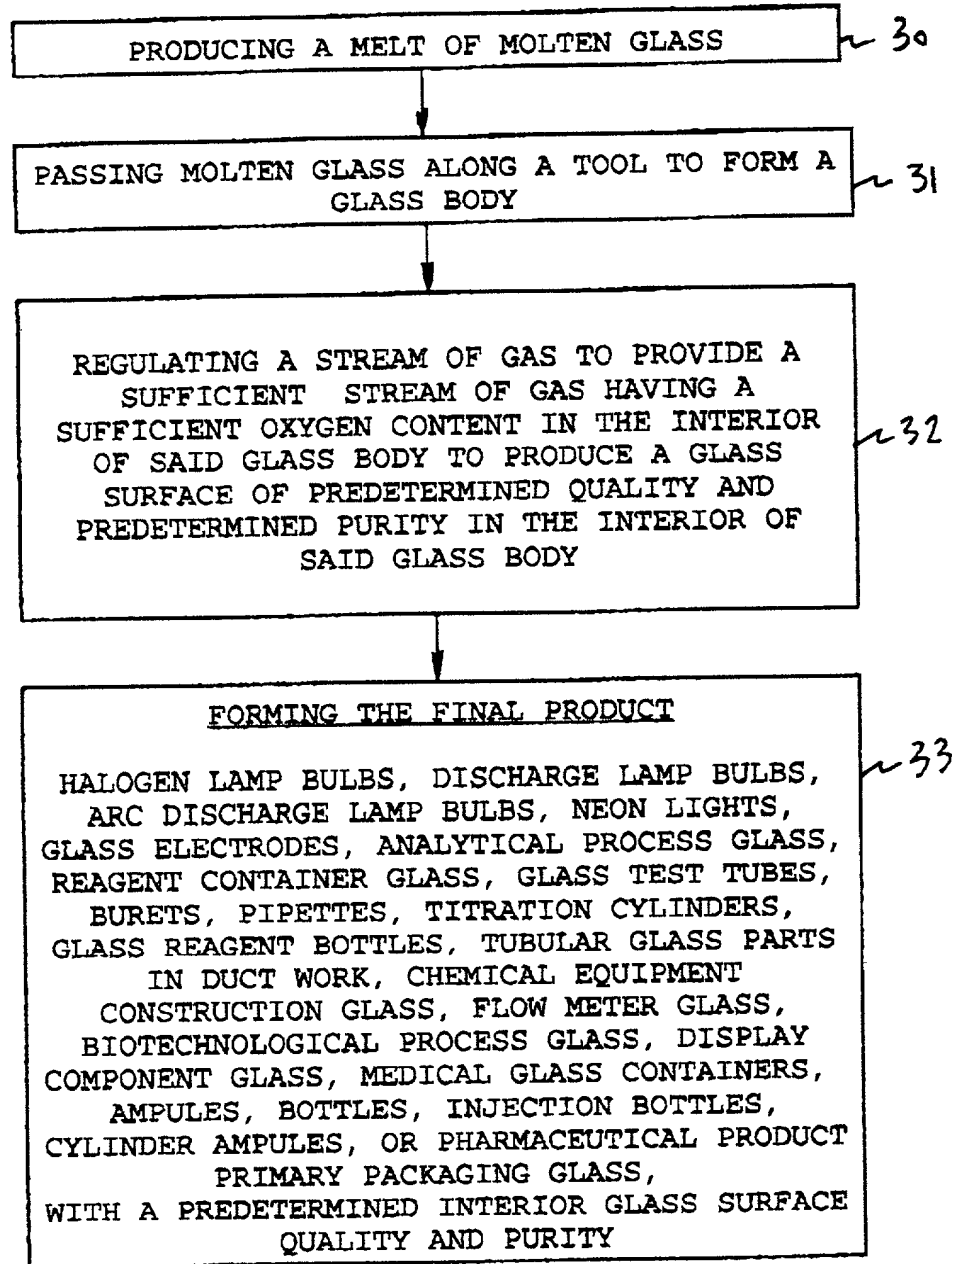 PRODUCING A MELT OF MOLTEN GLASS
30
PASSING MOLTEN GLASS ALONG A TOOL TO FORM A
GLASS BODY
31
REGULATING A STREAM OF GAS TO PROVIDE A
SUFFICIENT STREAM OF GAS HAVING A
SUFFICIENT OXYGEN CONTENT IN THE INTERIOR
OF SAID GLASS BODY TO PRODUCE A GLASS
SURFACE OF PREDETERMINED QUALITY AND
PREDETERMINED PURITY IN THE INTERIOR OF
SAID GLASS BODY
32
FORMING THE FINAL PRODUCT
HALOGEN LAMP BULBS, DISCHARGE LAMP BULBS,
ARC DISCHARGE LAMP BULBS, NEON LIGHTS,
GLASS ELECTRODES, ANALYTICAL PROCESS GLASS,
REAGENT CONTAINER GLASS, GLASS TEST TUBES,
BURETS, PIPETTES, TITRATION CYLINDERS,
GLASS REAGENT BOTTLES, TUBULAR GLASS PARTS
IN DUCT WORK, CHEMICAL EQUIPMENT
CONSTRUCTION GLASS, FLOW METER GLASS,
BIOTECHNOLOGICAL PROCESS GLASS, DISPLAY
COMPONENT GLASS, MEDICAL GLASS CONTAINERS,
AMPULES, BOTTLES, INJECTION BOTTLES,
CYLINDER AMPULES, OR PHARMACEUTICAL PRODUCT
PRIMARY PACKAGING GLASS,
WITH A PREDETERMINED INTERIOR GLASS SURFACE
QUALITY AND PURITY
33